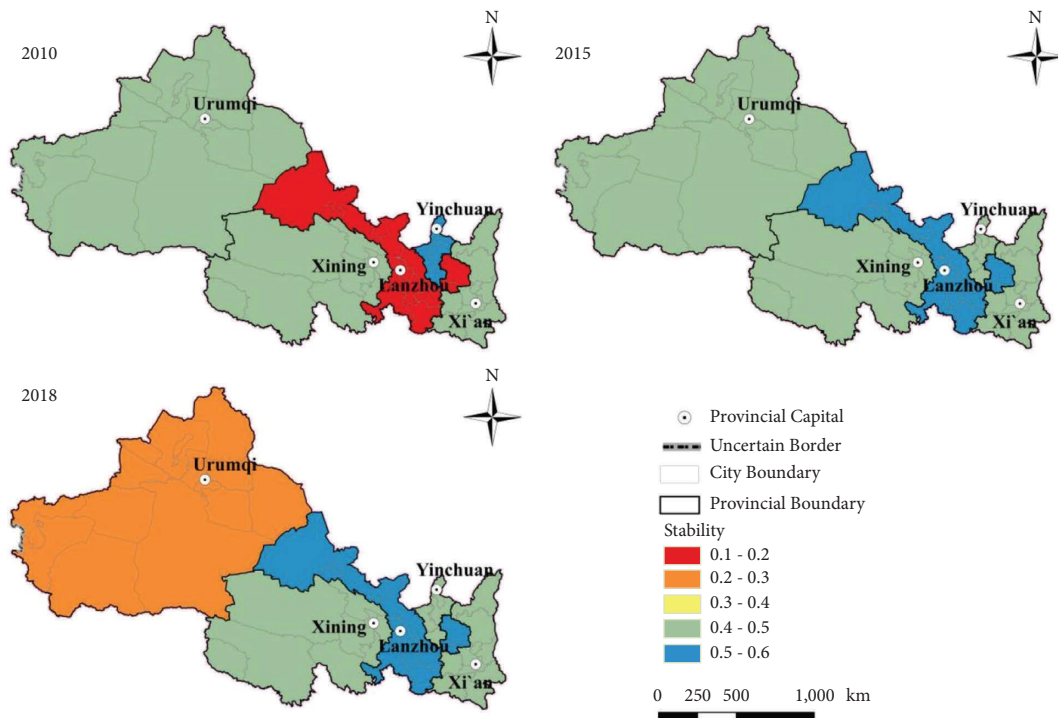 2010
N
Urumqi
Yinchuan
Xining
Lanzhou
Xi`an
2015
N
Urumqi
Yinchuan
Xining
Lanzhou
Xi`an
2018
N
Urumqi
Yinchuan
Xining
Lanzhou
Xi`an
Provincial Capital
Uncertain Border
City Boundary
Provincial Boundary
Stability
0.1 - 0.2
0.2 - 0.3
0.3 - 0.4
0.4 - 0.5
0.5 - 0.6
0 250 500 1,000 km